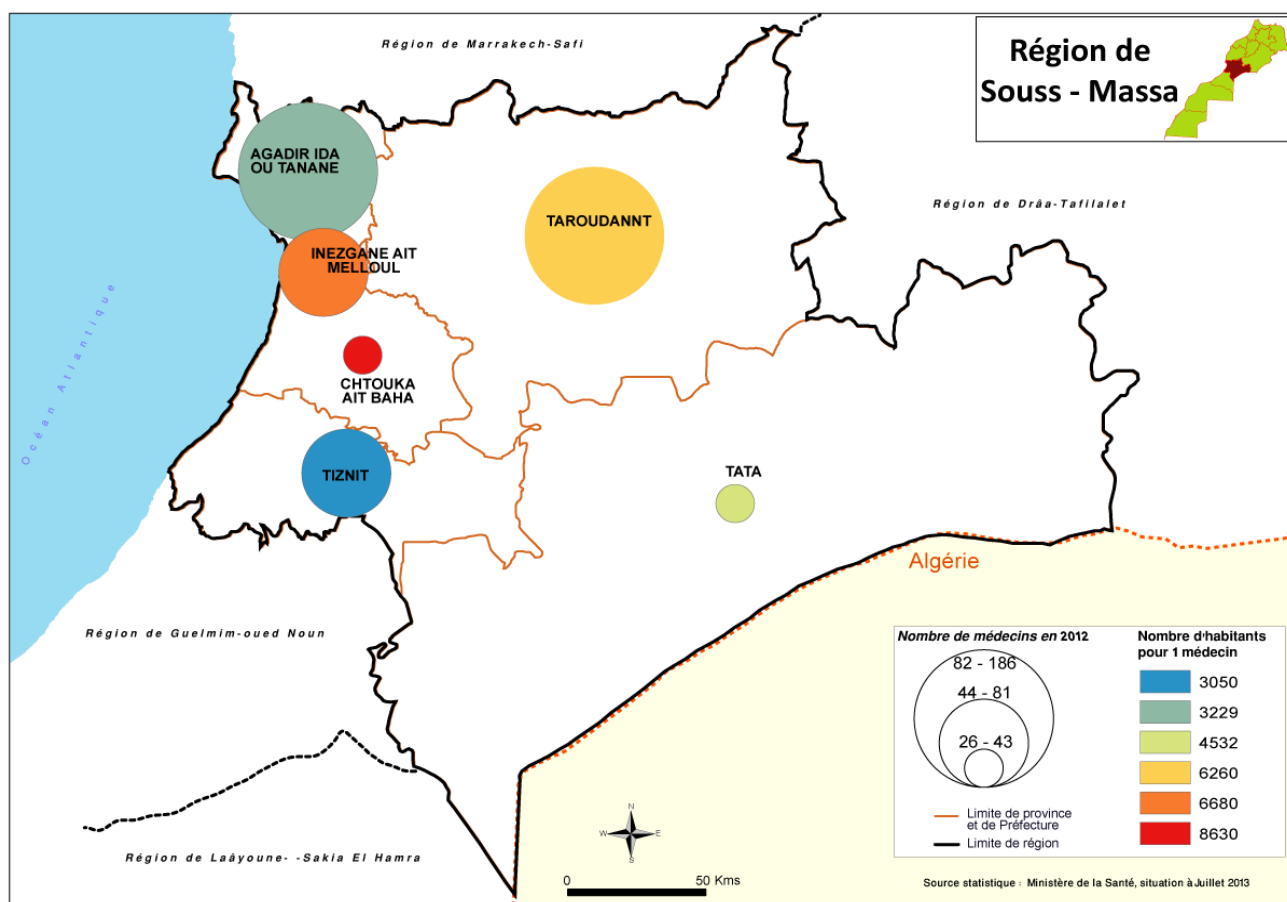 Région de Marrakech-Safi
Région de
Souss - Massa
AGADIR IDA
OU TANANE
TAROUDANNT
Région de Drâa-Tafilalet
INEZGANE AIT
MELLOUL
Océan Atlantique
CHTOUKA
AIT BAHA
TIZNIT
TATA
Algérie
Région de Guelmim-oued Noun
Nombre de médecins en 2012
82 - 186
44 - 81
26 - 43
Limite de province
et de Préfecture
Limite de région
Nombre d'habitants
pour 1 médecin
3050
3229
4532
6260
6680
8630
N
W E
S
Région de Laâyoune- -Sakia El Hamra
0 50 Kms
Source statistique : Ministère de la Santé, situation à Juillet 2013